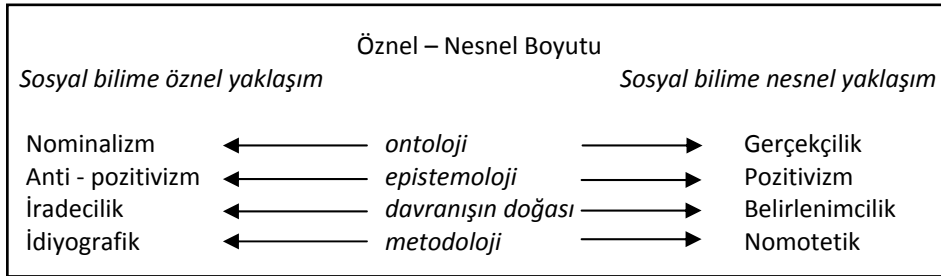 Öznel – Nesnel Boyutu
Sosyal bilime öznel yaklaşım Sosyal bilime nesnel yaklaşım
Nominalizm ontoloji Gerçekçilik
Anti - pozitivizm epistemoloji Pozitivizm
İradecilik davranışın doğası Belirlenimcilik
İdiyografik metodoloji Nomotetik